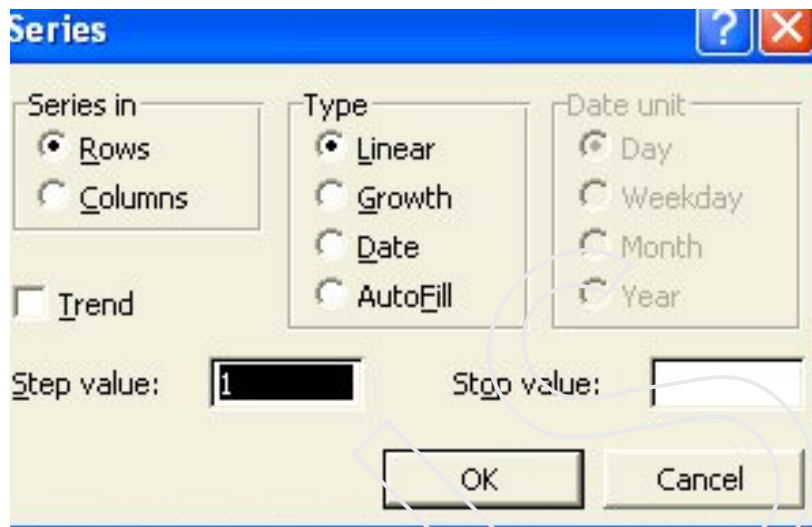 Series
Series in
Rows
Columns
Trend
Type
Linear
Growth
Date
AutoFill
Date unit
Day
Weekday
Month
Year
Step value: 1
Stop value:
OK
Cancel